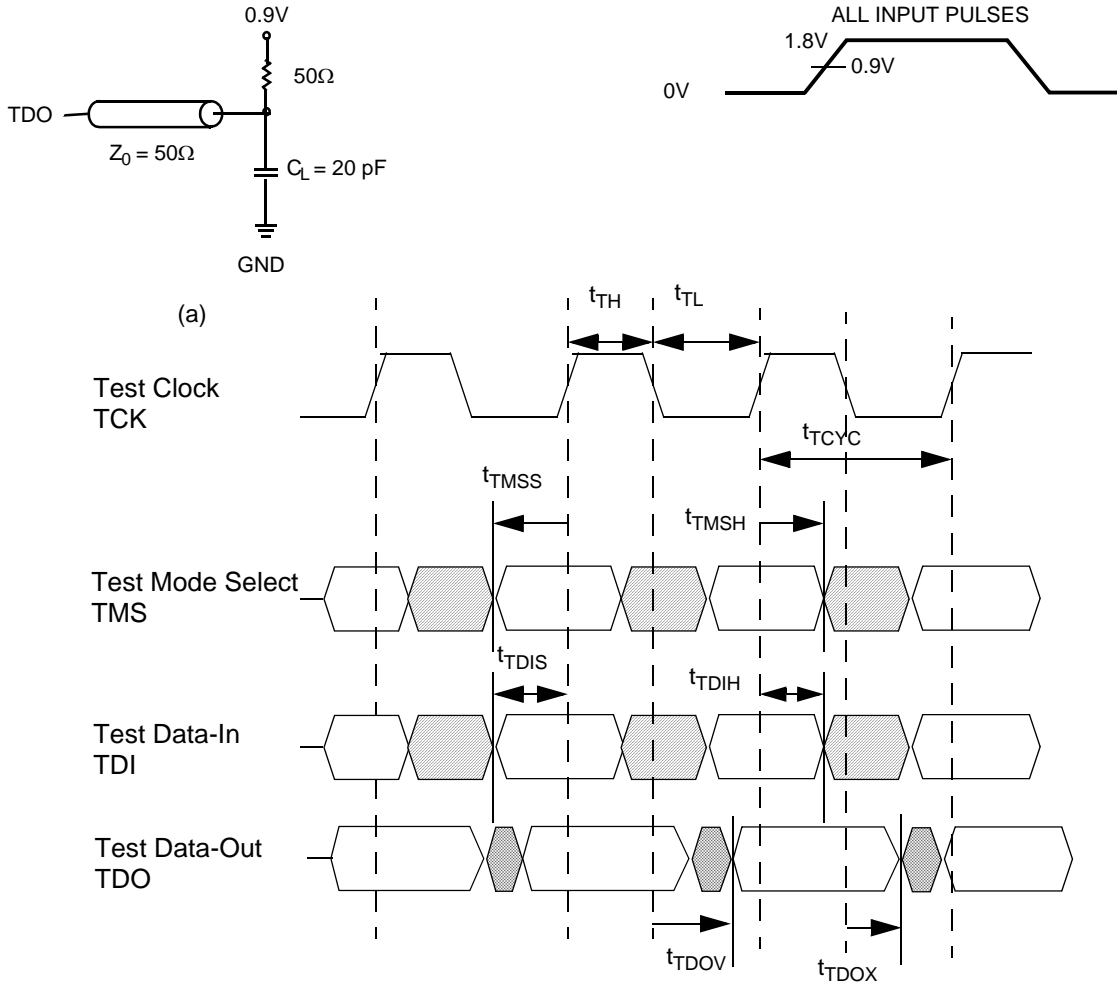 0.9V
50Ω
TDO
Z0 = 50Ω
CL = 20 pF
GND
(a)
ALL INPUT PULSES
1.8V
0.9V
0V
tTH
tTL
Test Clock
TCK
tTCYC
tTMSS
tTMSH
Test Mode Select
TMS
tTDIS
tTDIH
Test Data-In
TDI
Test Data-Out
TDO
tTDOV
tTDOX